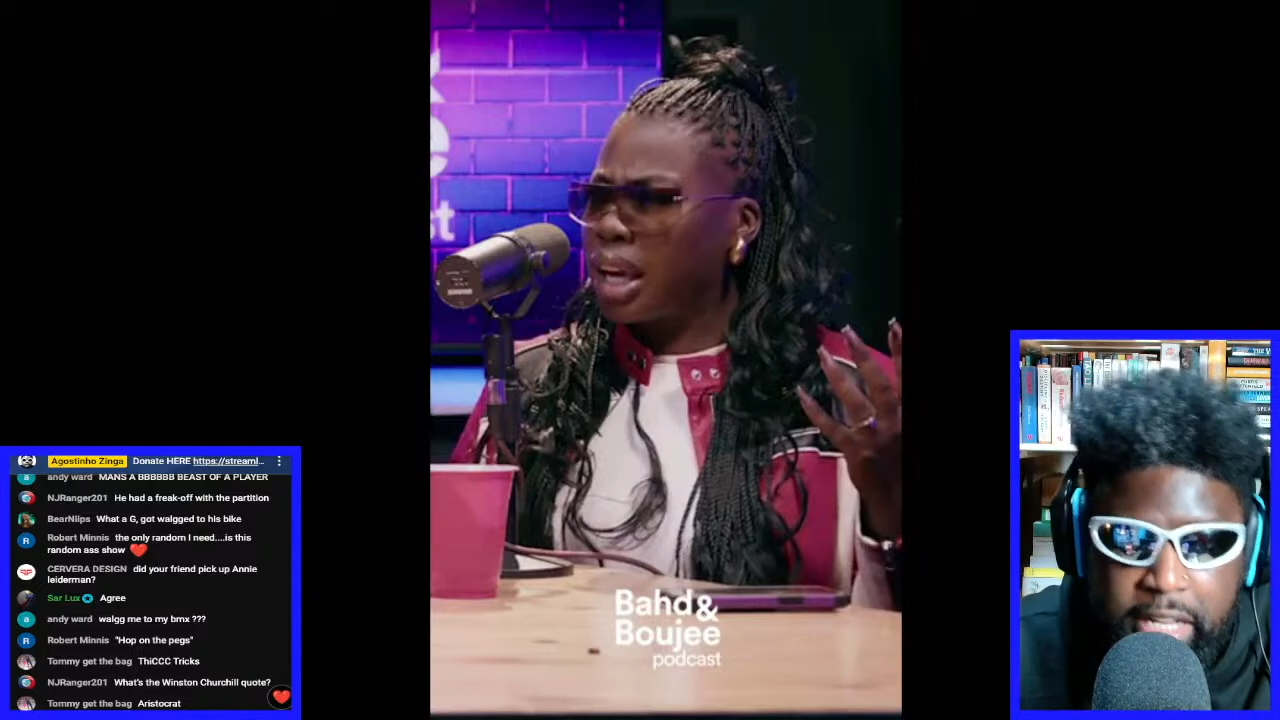 st
SHURE
Bahd&
Boujee
podcast
Agostinho Zinga Donate HERE https://streaml...
andy ward MANS A BBBBBB BEAST OF A PLAYER
NJRanger201 He had a freak-off with the partition
BearNiips What a G, got walgged to his bike
Robert Minnis the only random I need....is this
random ass show ❤️
CERVERA DESIGN did your friend pick up Annie
leiderman?
Sar Lux Agree
andy ward walgg me to my bmx ???
Robert Minnis "Hop on the pegs"
Tommy get the bag ThiCCC Tricks
NJRanger201 What's the Winston Churchill quote?
Tommy get the bag Aristocrat